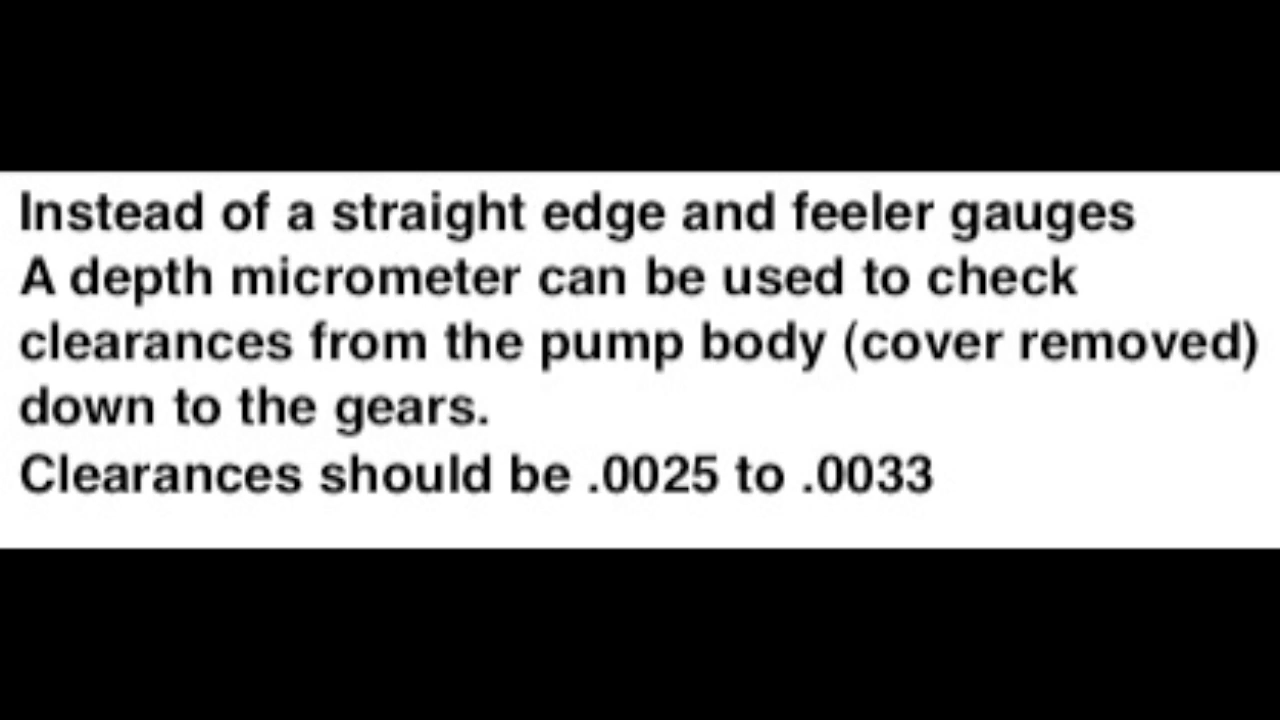 Instead of a straight edge and feeler gauges
A depth micrometer can be used to check
clearances from the pump body (cover removed)
down to the gears.
Clearances should be .0025 to .0033